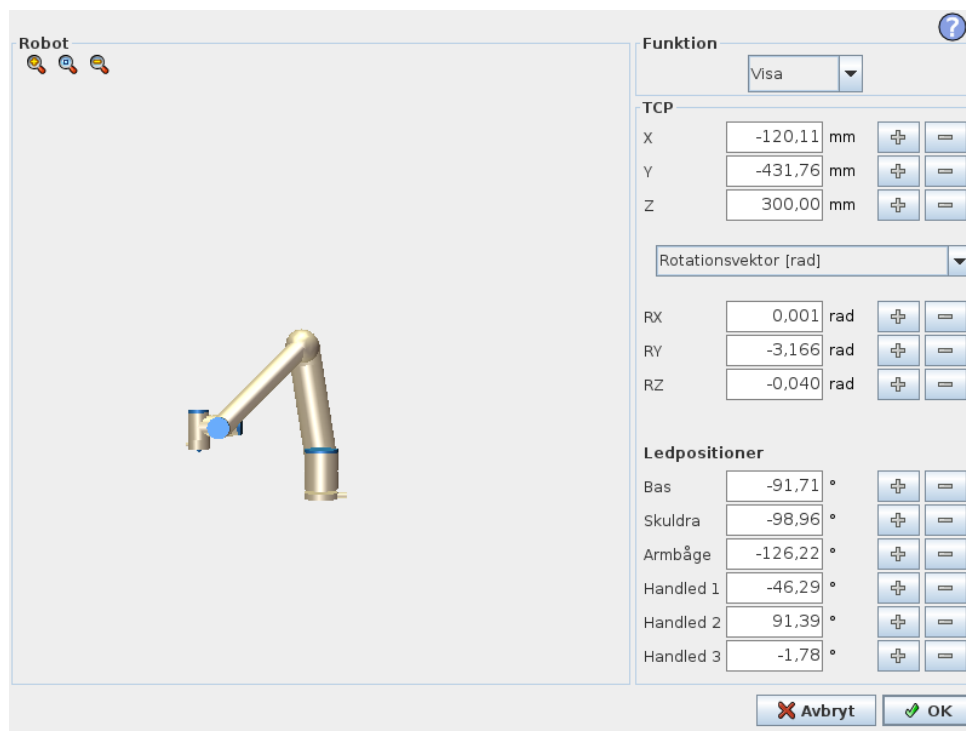 Robot
Funktion
?
Visa
TCP
X -120,11 mm
Y -431,76 mm
Z 300,00 mm
Rotationsvektor [rad]
RX 0,001 rad
RY -3,166 rad
RZ -0,040 rad
Ledpositioner
Bas -91,71 °
Skuldra -98,96 °
Armbåge -126,22 °
Handled 1 -46,29 °
Handled 2 91,39 °
Handled 3 -1,78 °
Avbryt OK